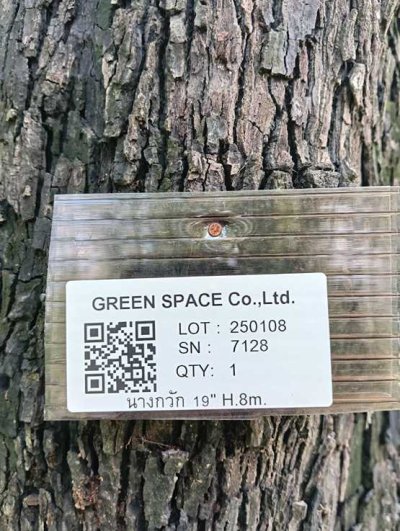 GREEN SPACE Co.,Ltd.
LOT : 250108
SN : 7128
QTY: 1
นางกวัก 19" H.8m.